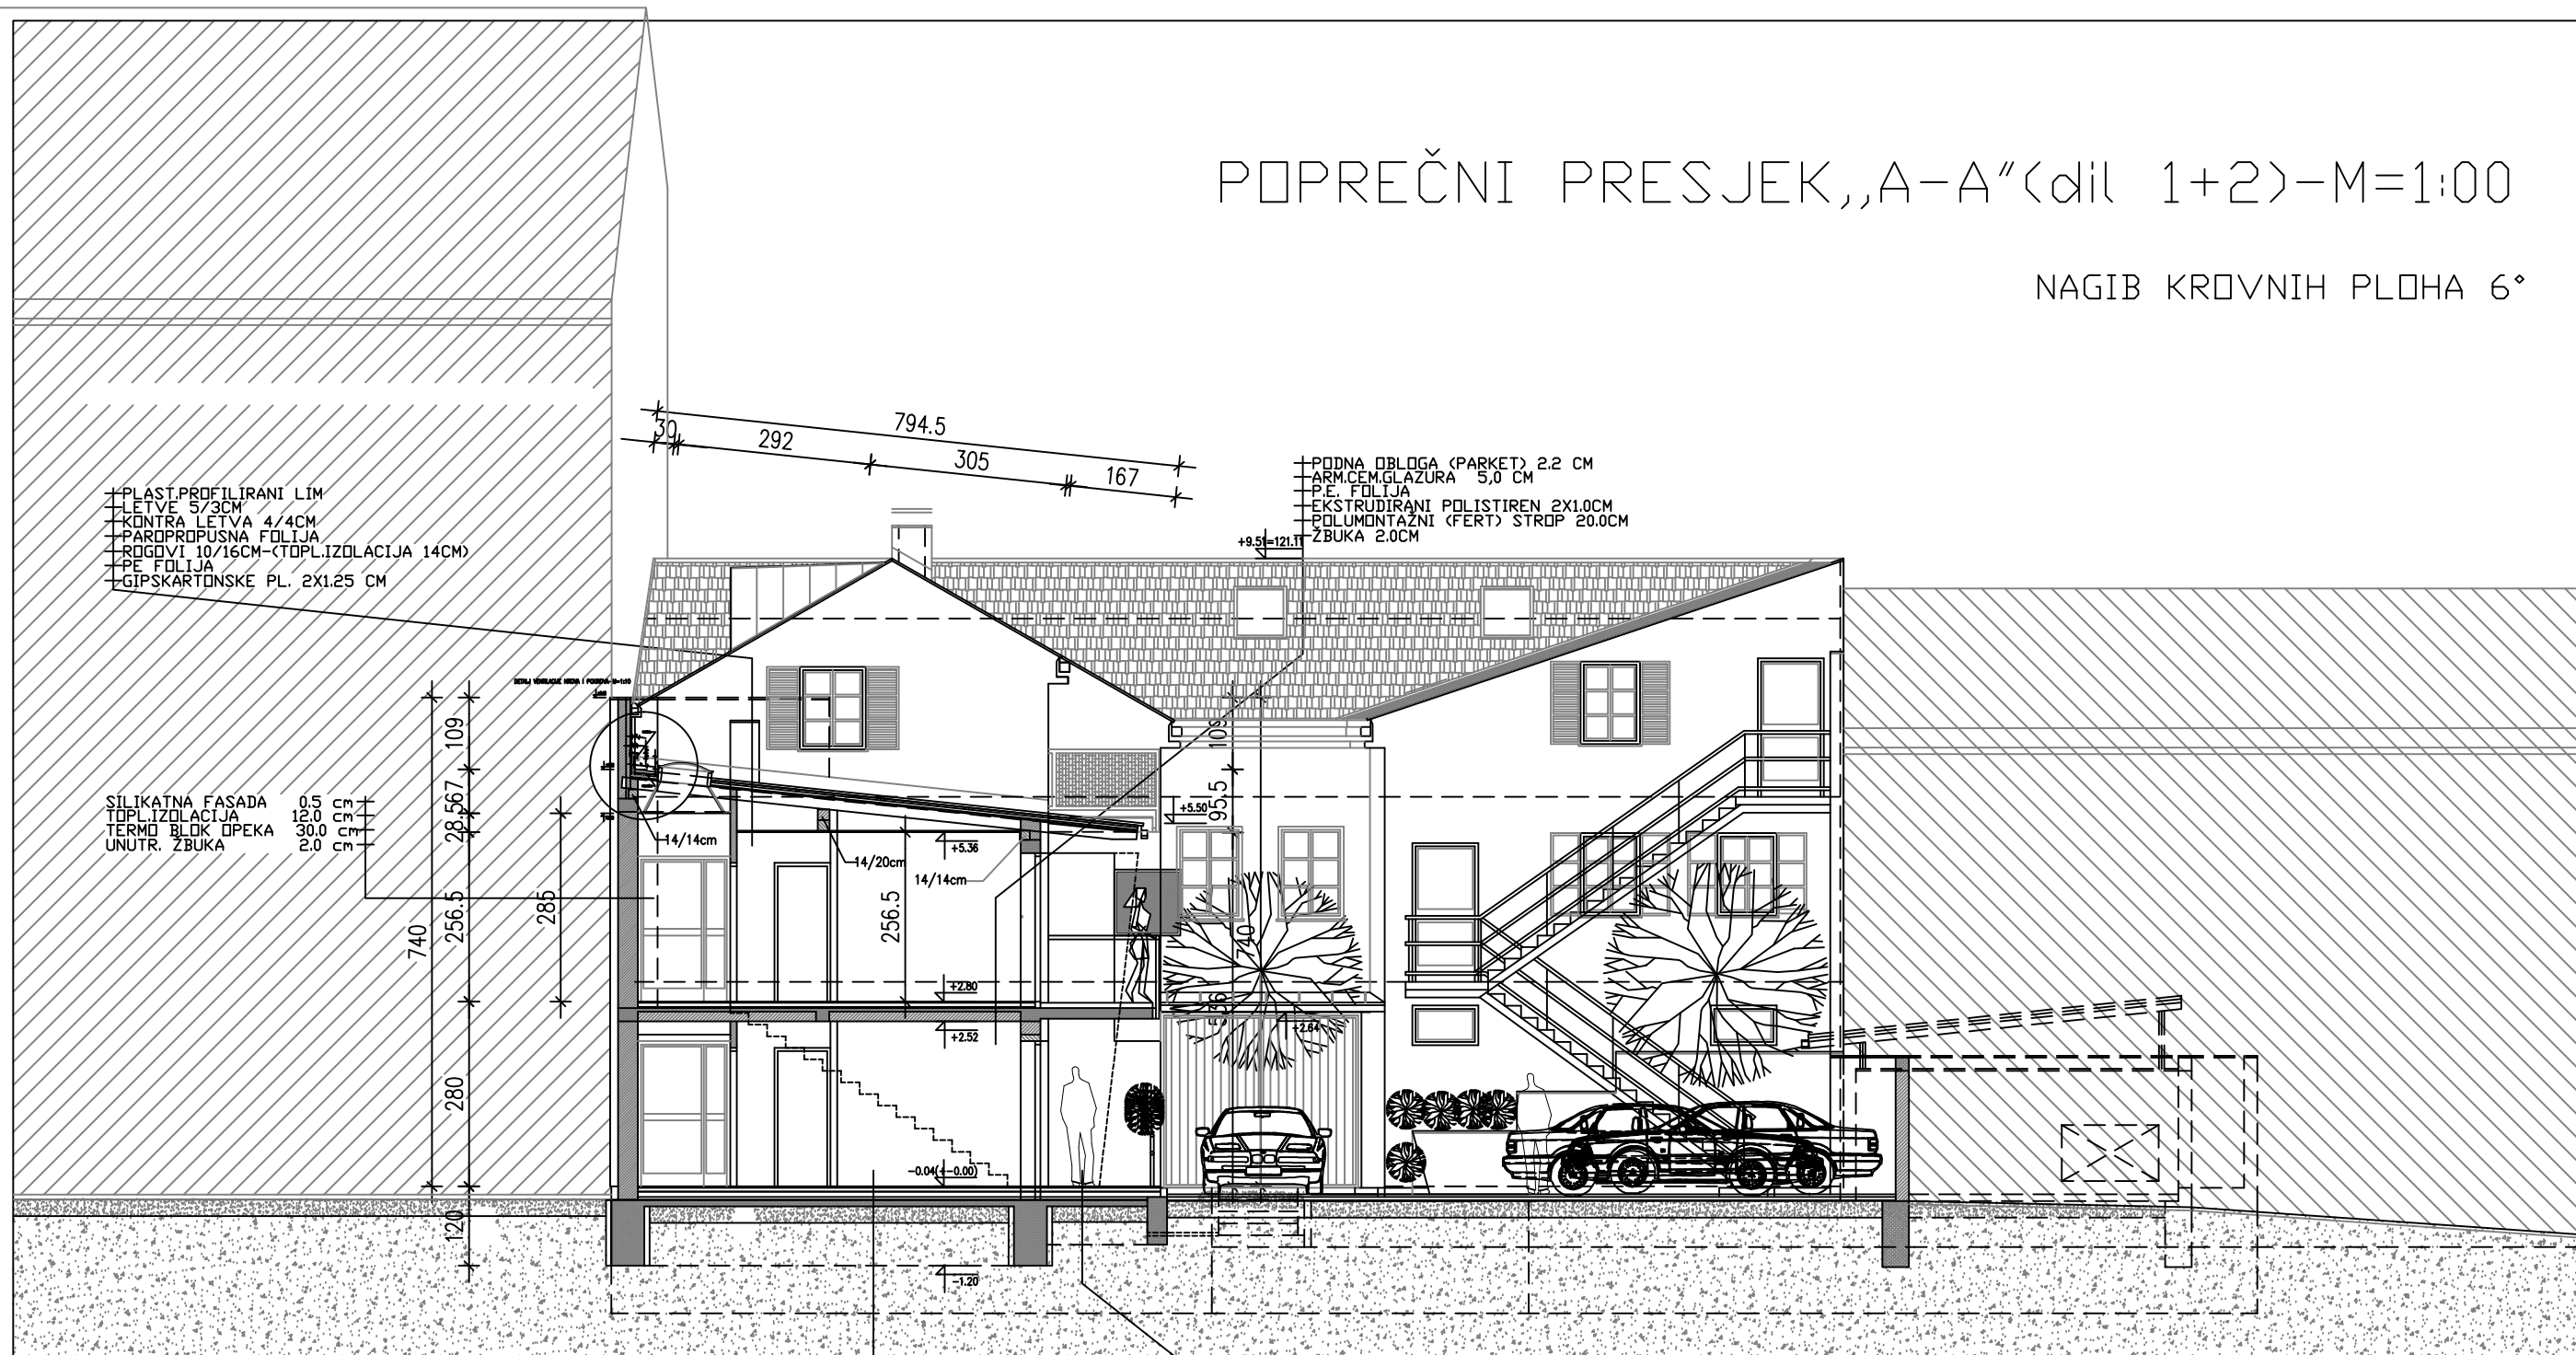 POPREČNI PRESJEK,,A-A"(dil 1+2)-M=1:00
NAGIB KROVNIH PLOHA 6°
794.5
30
292
305
167
PLAST.PROFILIRANI LIM
LETVE 5/3CM
KONTRA LETVA 4/4CM
PAROPROPUSNA FOLIJA
ROGOVI 10/16CM-(TOPL.IZOLACIJA 14CM)
PE FOLIJA
GIPSKARTONSKE PL. 2X1.25 CM
PODNA OBLOGA (PARKET) 2.2 CM
ARM.CEM.GLAZURA 5,0 CM
P.E. FOLIJA
EKSTRUDIRANI POLISTIREN 2X1.0CM
POLUMONTAŽNI (FERT) STROP 20.0CM
ŽBUKA 2.0CM
+9.51=121.11
SILIKATNA FASADA 0.5 cm
TOPL.IZOLACIJA 12.0 cm
TERMO BLOK OPEKA 30.0 cm
UNUTR. ŽBUKA 2.0 cm
109
67
28.5
256.5
740
285
280
120
14/14cm
14/20cm
14/14cm
256.5
+5.36
+5.50
109
95.5
740
536
+2.80
+2.52
+2.64
-0.04(+-0.00)
-1.20